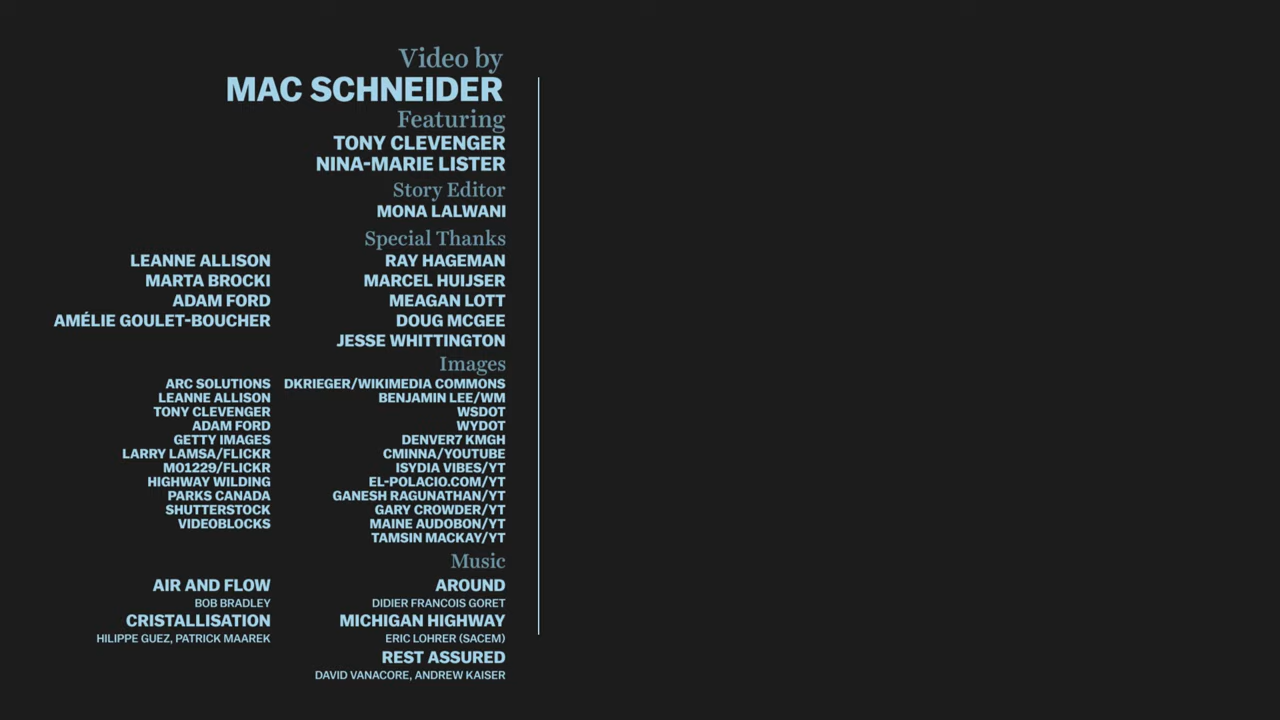 Video by
MAC SCHNEIDER
Featuring
TONY CLEVENGER
NINA-MARIE LISTER
Story Editor
MONA LALWANI
Special Thanks
LEANNE ALLISON
MARTA BROCKI
ADAM FORD
AMÉLIE GOULET-BOUCHER
RAY HAGEMAN
MARCEL HUIJSER
MEAGAN LOTT
DOUG MCGEE
JESSE WHITTINGTON
Images
ARC SOLUTIONS
LEANNE ALLISON
TONY CLEVENGER
ADAM FORD
GETTY IMAGES
LARRY LAMSA/FLICKR
MO1229/FLICKR
HIGHWAY WILDING
PARKS CANADA
SHUTTERSTOCK
VIDEOBLOCKS
DKRIEGER/WIKIMEDIA COMMONS
BENJAMIN LEE/WM
WSDOT
WYDOT
DENVER7 KMGH
CMINNA/YOUTUBE
ISYDIA VIBES/YT
EL-POLACIO.COM/YT
GANESH RAGUNATHAN/YT
GARY CROWDER/YT
MAINE AUDOBON/YT
TAMSIN MACKAY/YT
Music
AIR AND FLOW
BOB BRADLEY
CRISTALLISATION
HILIPPE GUEZ, PATRICK MAAREK
AROUND
DIDIER FRANCOIS GORET
MICHIGAN HIGHWAY
ERIC LOHRER (SACEM)
REST ASSURED
DAVID VANACORE, ANDREW KAISER